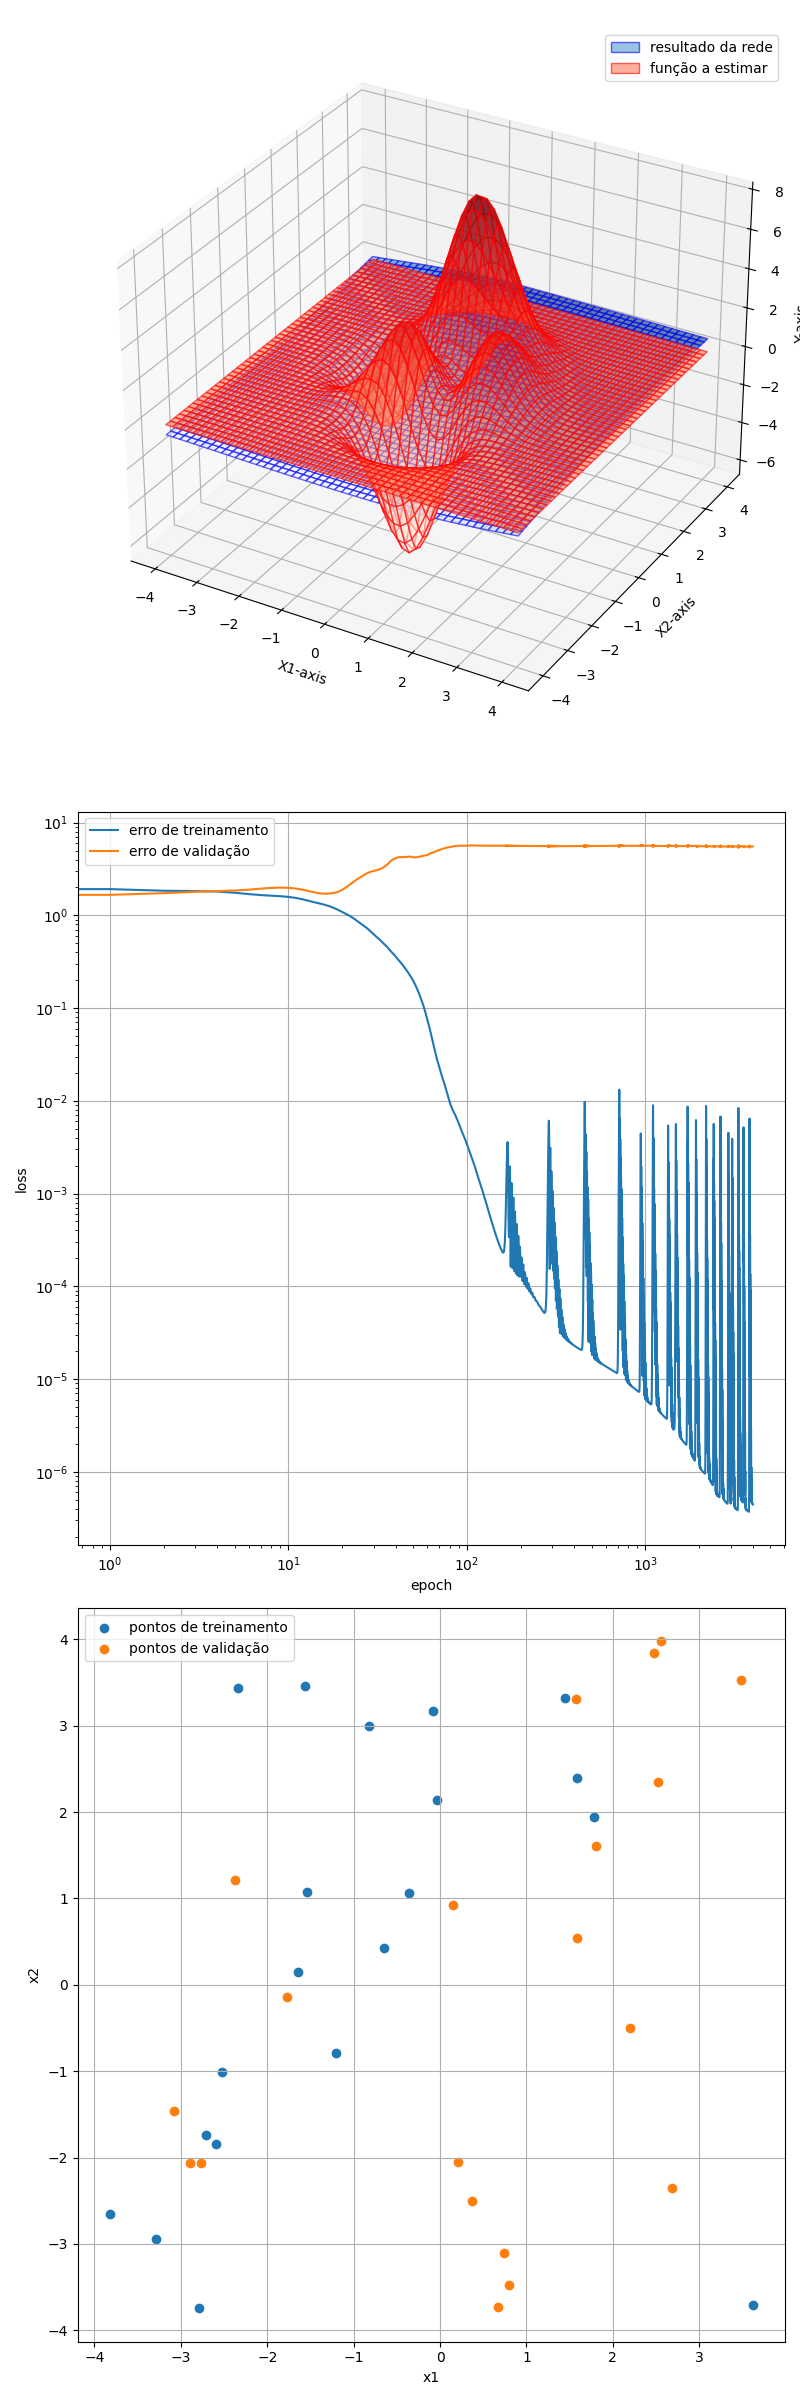 resultado da rede
função a estimar
8
6
4
2
0
−2
−4
−6
Y-axis
−4
−3
−2
−1
0
1
2
3
4
X1-axis
−4
−3
−2
−1
0
1
2
3
4
X2-axis
erro de treinamento
erro de validação
10¹
10⁰
10⁻¹
10⁻²
10⁻³
10⁻⁴
10⁻⁵
10⁻⁶
loss
10⁰ 10¹ 10² 10³
epoch
pontos de treinamento
pontos de validação
4
3
2
1
0
−1
−2
−3
−4
x2
−4 −3 −2 −1 0 1 2 3
x1